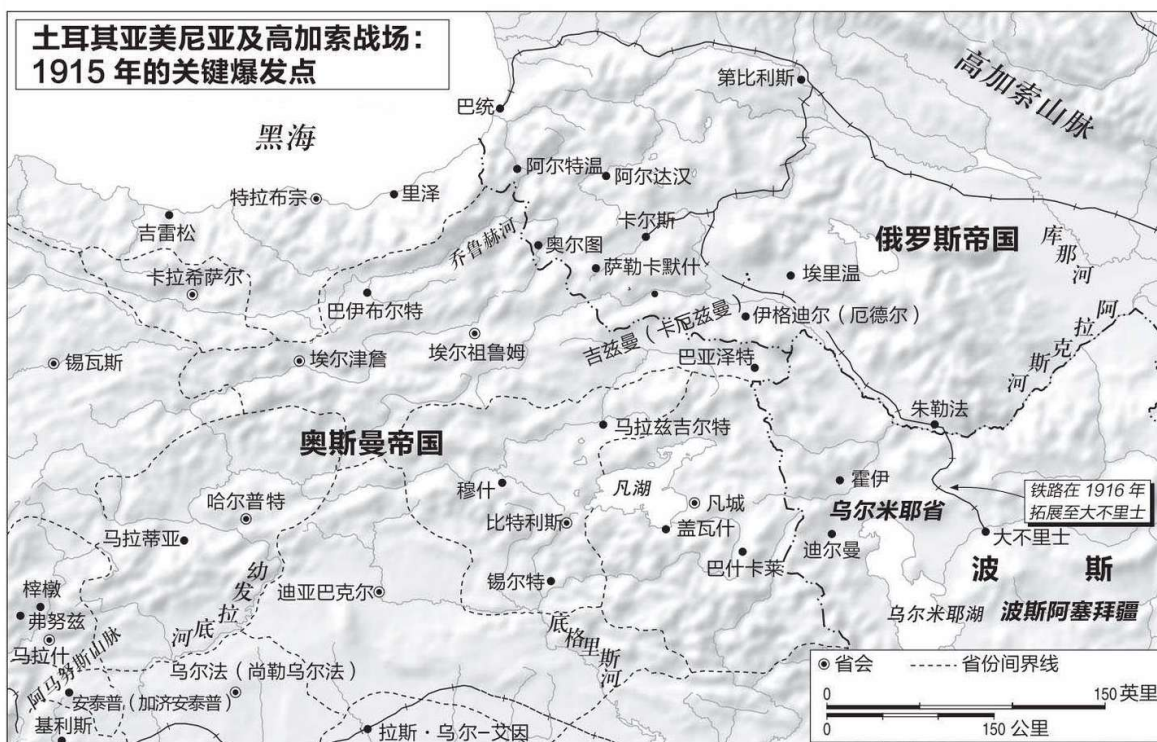 土耳其亚美尼亚及高加索战场：
1915 年的关键爆发点
高加索山脉
第比利斯
巴统
黑海
阿尔特温
阿尔达汉
特拉布宗
里泽
吉雷松
卡尔斯
乔鲁赫河
奥尔图
俄罗斯帝国
库那河
卡拉希萨尔
萨勒卡默什
埃里温
巴伊布尔特
阿拉克斯河
伊格迪尔（厄德尔）
吉兹曼（卡厄兹曼）
埃尔祖鲁姆
锡瓦斯
埃尔津詹
巴亚泽特
朱勒法
马拉兹吉尔特
奥斯曼帝国
霍伊
穆什
凡湖
凡城
铁路在 1916 年
拓展至大不里士
哈尔普特
乌尔米耶省
比特利斯
盖瓦什
大不里士
马拉蒂亚
迪尔曼
巴什卡莱
波斯
锡尔特
幼发拉底河
迪亚巴克尔
榨橔
弗努兹
乌尔米耶湖
波斯阿塞拜疆
马拉什
底格里斯河
阿马努斯山脉
乌尔法（尚勒乌尔法）
省会
省份间界线
安泰普（加济安泰普）
0 150 英里
0 150 公里
基利斯
拉斯·乌尔-艾因